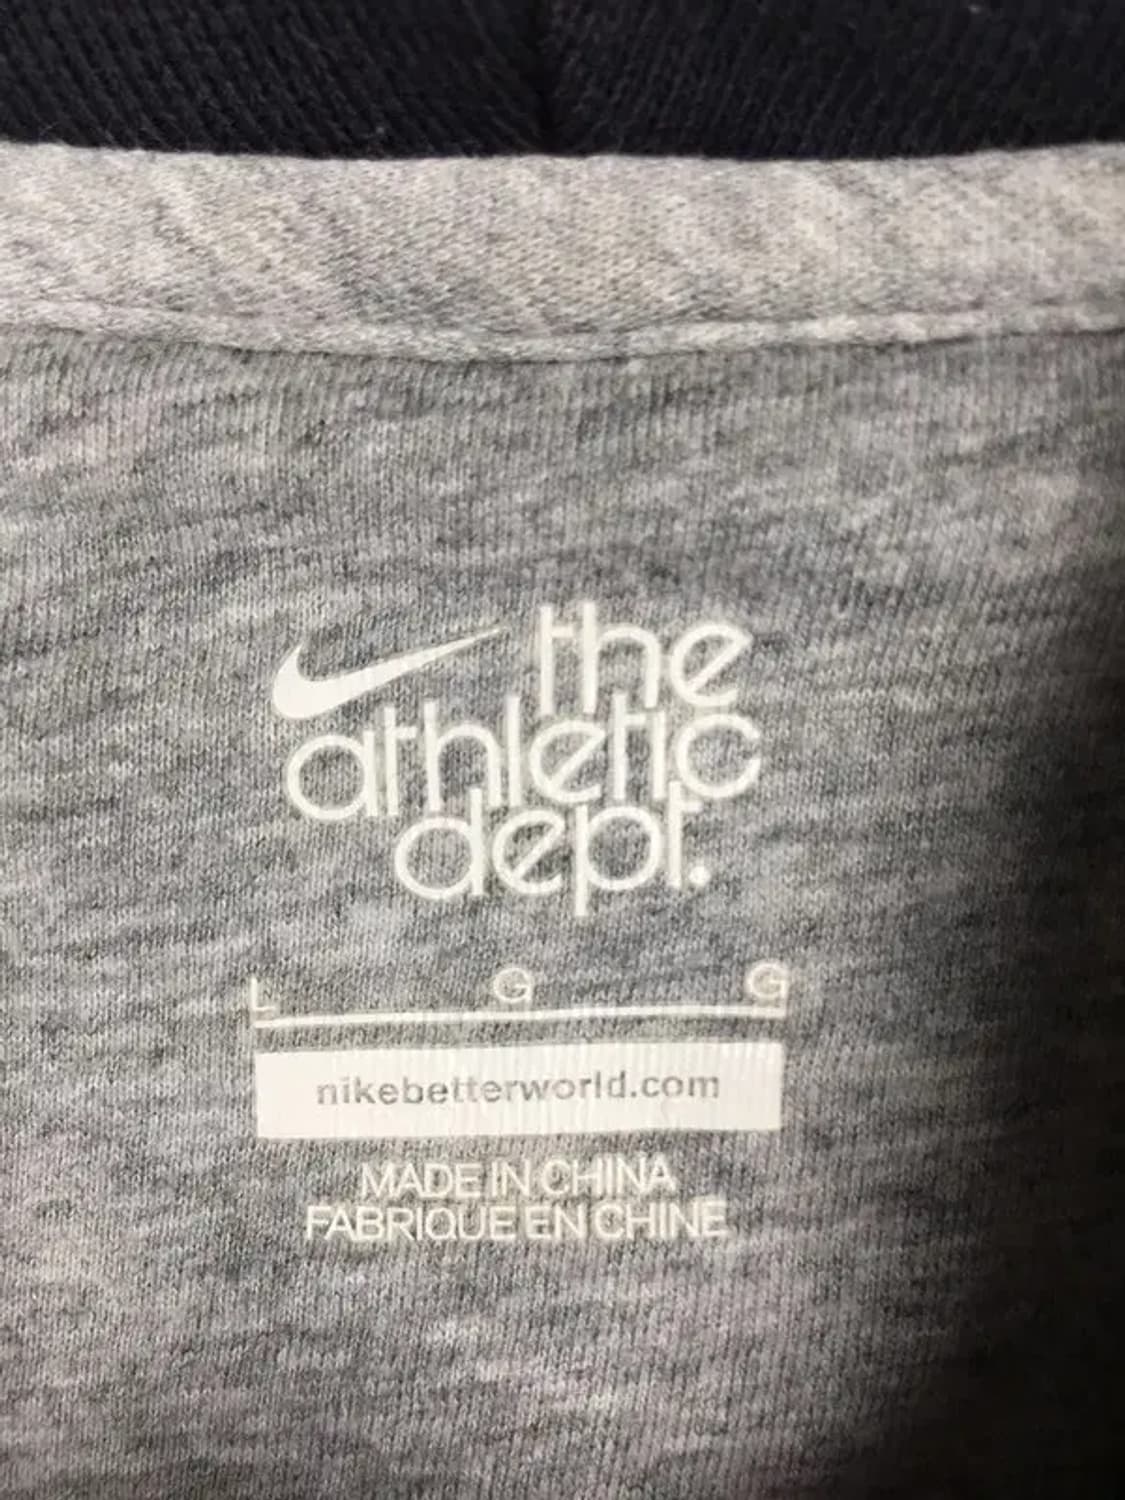 the
athletic
dept.
L G G
nikebetterworld.com
MADE IN CHINA
FABRIQUE EN CHINE